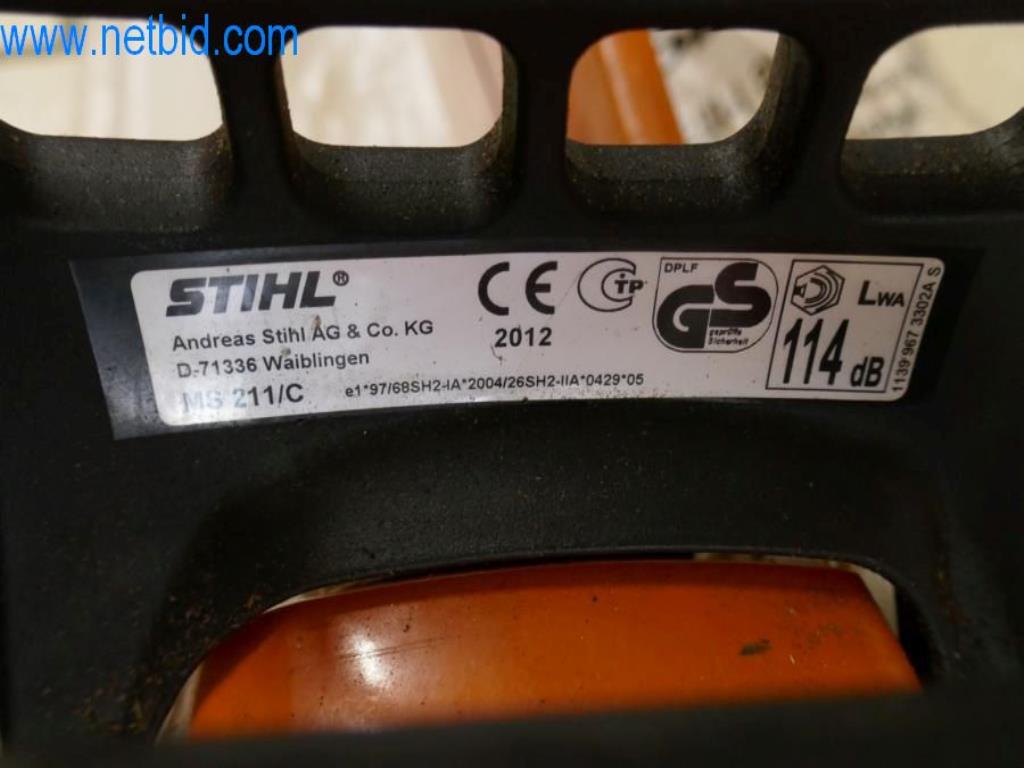 www.netbid.com
STIHL®
Andreas Stihl AG & Co. KG
D-71336 Waiblingen
MS 211/C
e1*97/68SH2-IA*2004/26SH2-IIA*0429*05
CE
2012
CTP
DPLF
GS
geprüfte
Sicherheit
LWA
114 dB
1139 967 3302A S